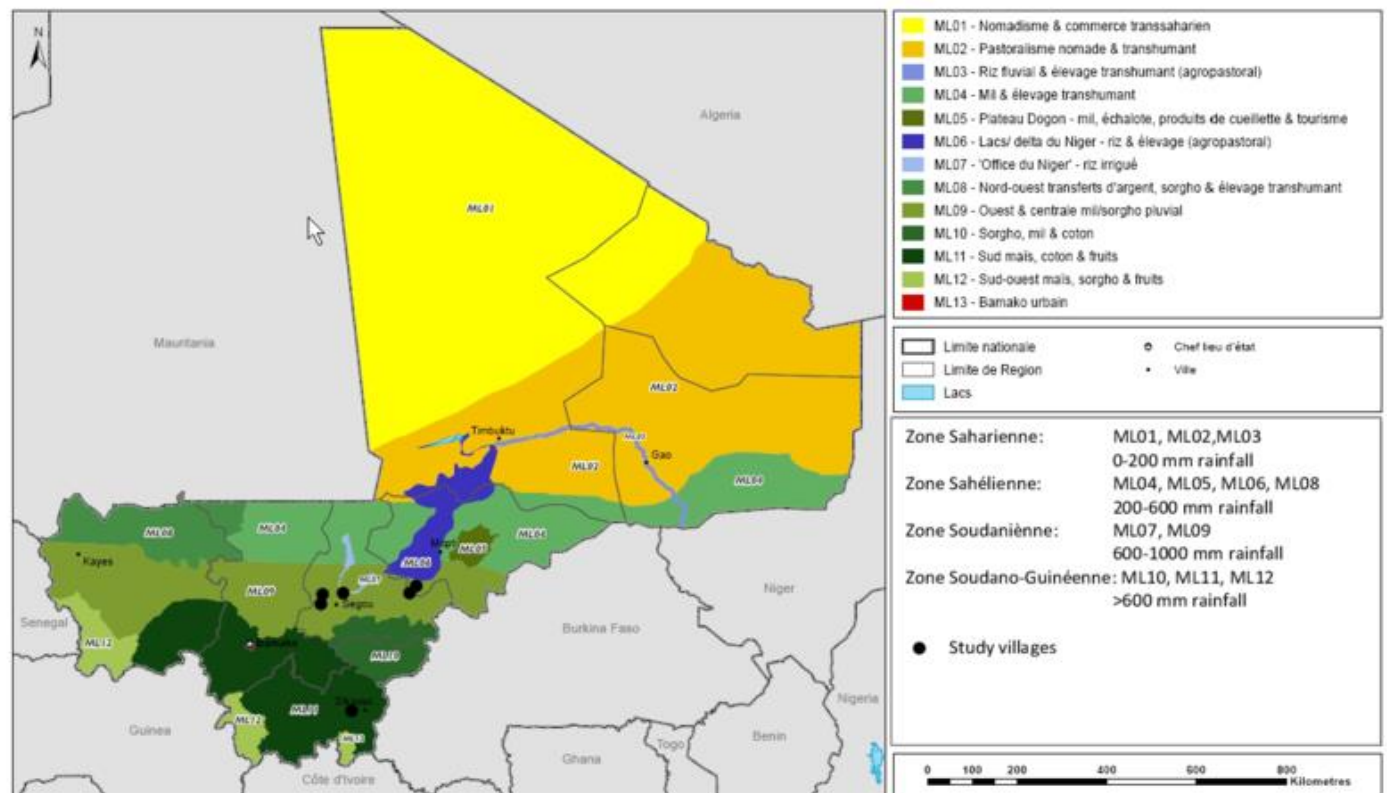 N
Algeria
ML01
Mauritania
ML02
Timbuktu
ML03
Gao
ML02
ML04
ML08
ML04
ML04
Mopti
ML05
Kayes
ML06
ML09
ML07
Segou
Senegal
ML12
ML10
Niger
Burkina Faso
ML12
ML11
Guinea
Nigeria
Benin
Togo
Ghana
Côte d'Ivoire
ML01 - Nomadisme & commerce transsaharien
ML02 - Pastoralisme nomade & transhumant
ML03 - Riz fluvial & élevage transhumant (agropastoral)
ML04 - Mil & élevage transhumant
ML05 - Plateau Dogon - mil, échalote, produits de cueillette & tourisme
ML06 - Lacs/ delta du Niger - riz & élevage (agropastoral)
ML07 - 'Office du Niger' - riz irrigué
ML08 - Nord-ouest transferts d'argent, sorgho & élevage transhumant
ML09 - Ouest & centrale mil/sorgho pluvial
ML10 - Sorgho, mil & coton
ML11 - Sud maïs, coton & fruits
ML12 - Sud-ouest maïs, sorgho & fruits
ML13 - Bamako urbain
Limite nationale
Limite de Region
Lacs
Chef lieu d'état
Ville
Zone Saharienne: ML01, ML02,ML03
0-200 mm rainfall
Zone Sahélienne: ML04, ML05, ML06, ML08
200-600 mm rainfall
Zone Soudaniènne: ML07, ML09
600-1000 mm rainfall
Zone Soudano-Guinéenne: ML10, ML11, ML12
>600 mm rainfall
Study villages
0 100 200 400 600 800
Kilometres